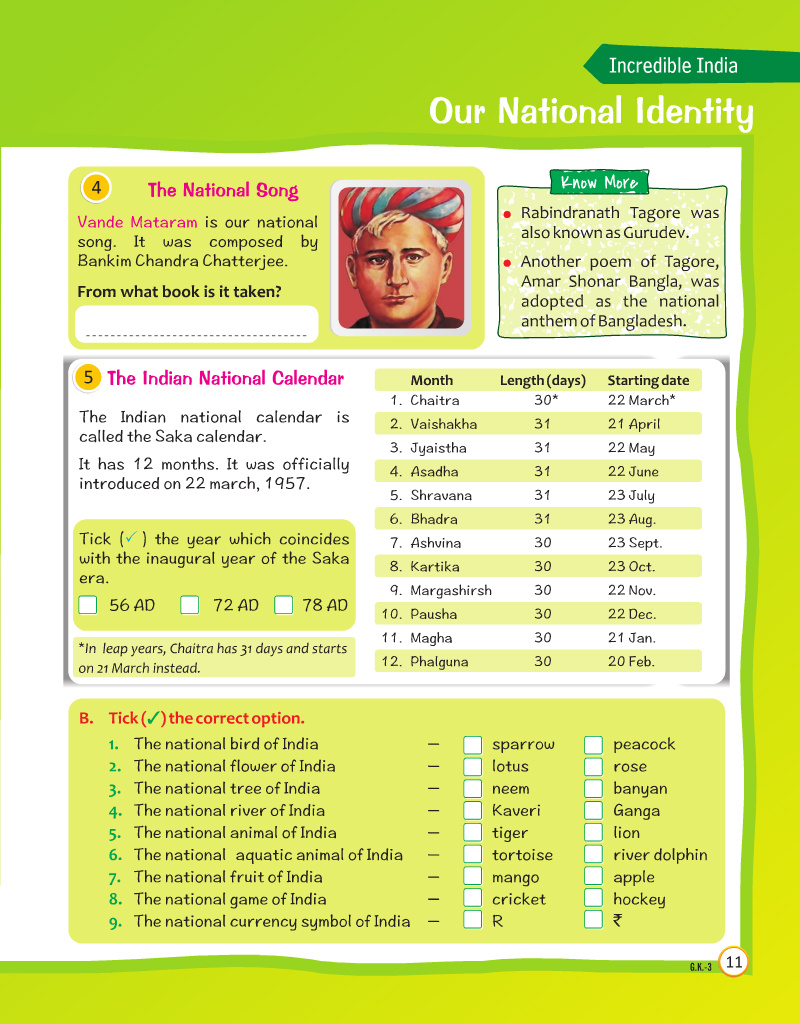 Incredible India
Our National Identity
4 The National Song
Vande Mataram is our national
song. It was composed by
Bankim Chandra Chatterjee.
From what book is it taken?
Know More
• Rabindranath Tagore was
also known as Gurudev.
• Another poem of Tagore,
Amar Shonar Bangla, was
adopted as the national
anthem of Bangladesh.
5 The Indian National Calendar
The Indian national calendar is
called the Saka calendar.
It has 12 months. It was officially
introduced on 22 march, 1957.
Tick (✓) the year which coincides
with the inaugural year of the Saka
era.
56 AD 72 AD 78 AD
*In leap years, Chaitra has 31 days and starts
on 21 March instead.
Month Length (days) Starting date
1. Chaitra 30* 22 March*
2. Vaishakha 31 21 April
3. Jyaistha 31 22 May
4. Asadha 31 22 June
5. Shravana 31 23 July
6. Bhadra 31 23 Aug.
7. Ashvina 30 23 Sept.
8. Kartika 30 23 Oct.
9. Margashirsh 30 22 Nov.
10. Pausha 30 22 Dec.
11. Magha 30 21 Jan.
12. Phalguna 30 20 Feb.
B. Tick (✓) the correct option.
1. The national bird of India – sparrow peacock
2. The national flower of India – lotus rose
3. The national tree of India – neem banyan
4. The national river of India – Kaveri Ganga
5. The national animal of India – tiger lion
6. The national aquatic animal of India – tortoise river dolphin
7. The national fruit of India – mango apple
8. The national game of India – cricket hockey
9. The national currency symbol of India – R ₹
G.K.-3 11